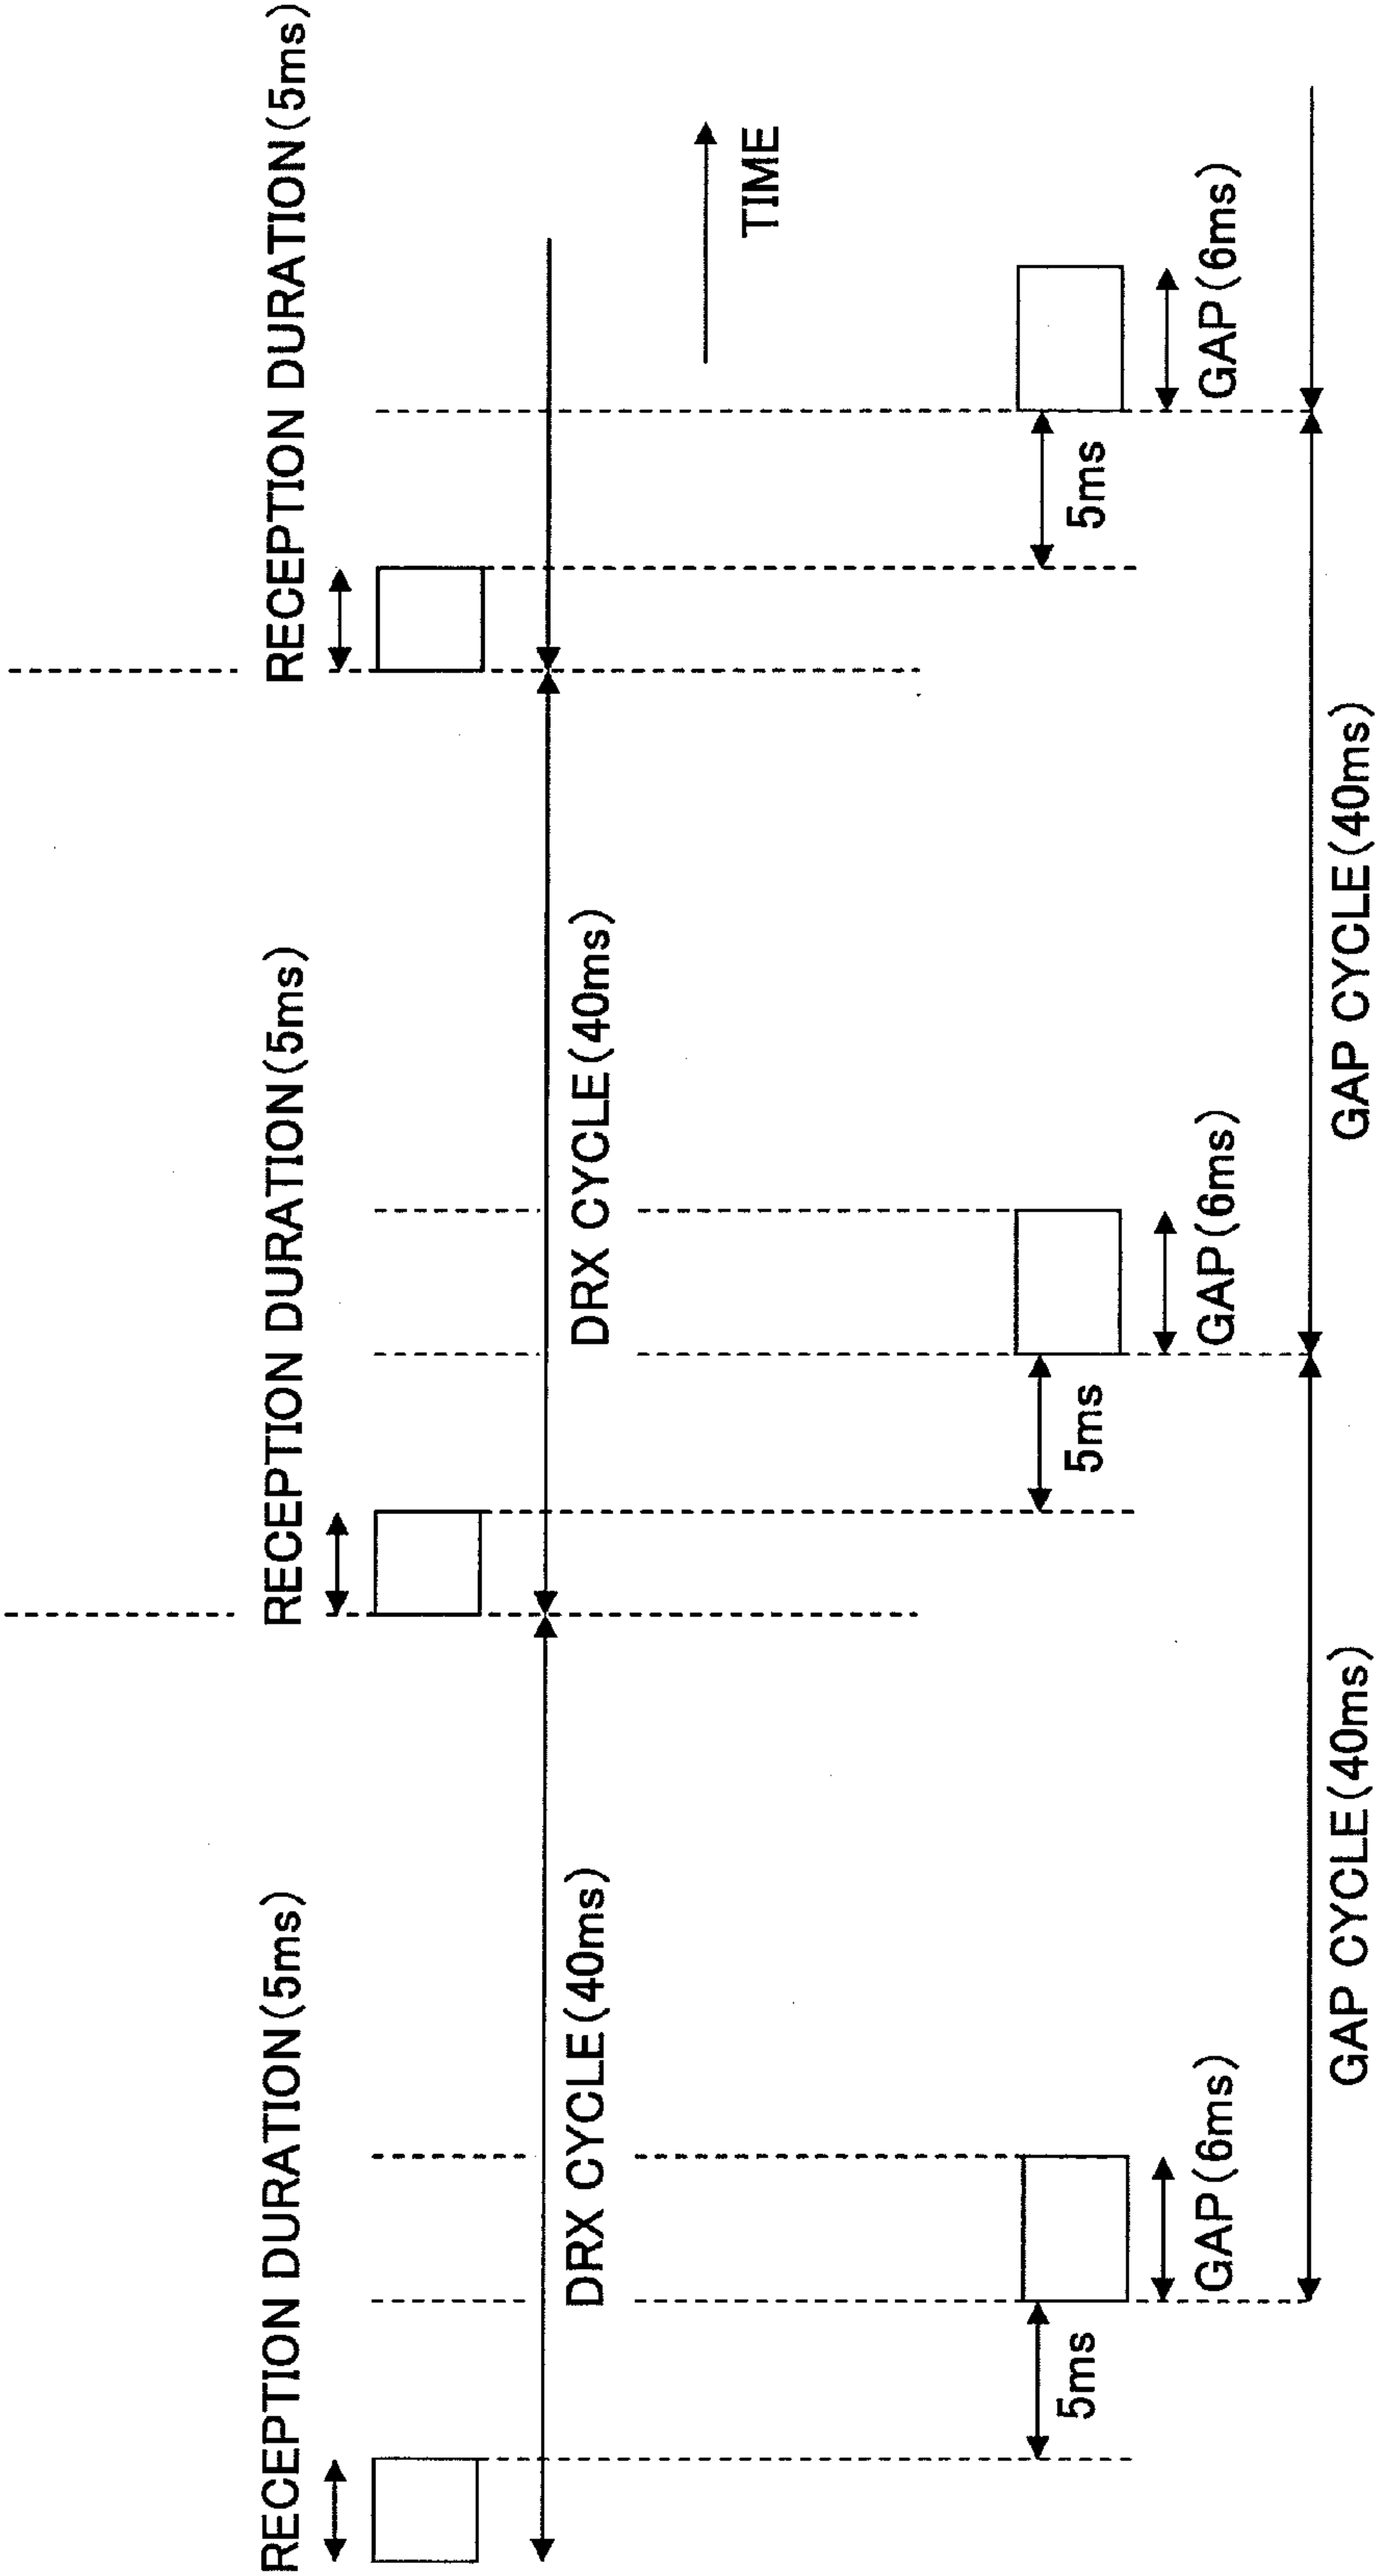 RECEPTION DURATION(5ms)
RECEPTION DURATION(5ms)
RECEPTION DURATION(5ms)
DRX CYCLE(40ms)
DRX CYCLE(40ms)
TIME
5ms
5ms
5ms
GAP(6ms)
GAP(6ms)
GAP(6ms)
GAP CYCLE(40ms)
GAP CYCLE(40ms)